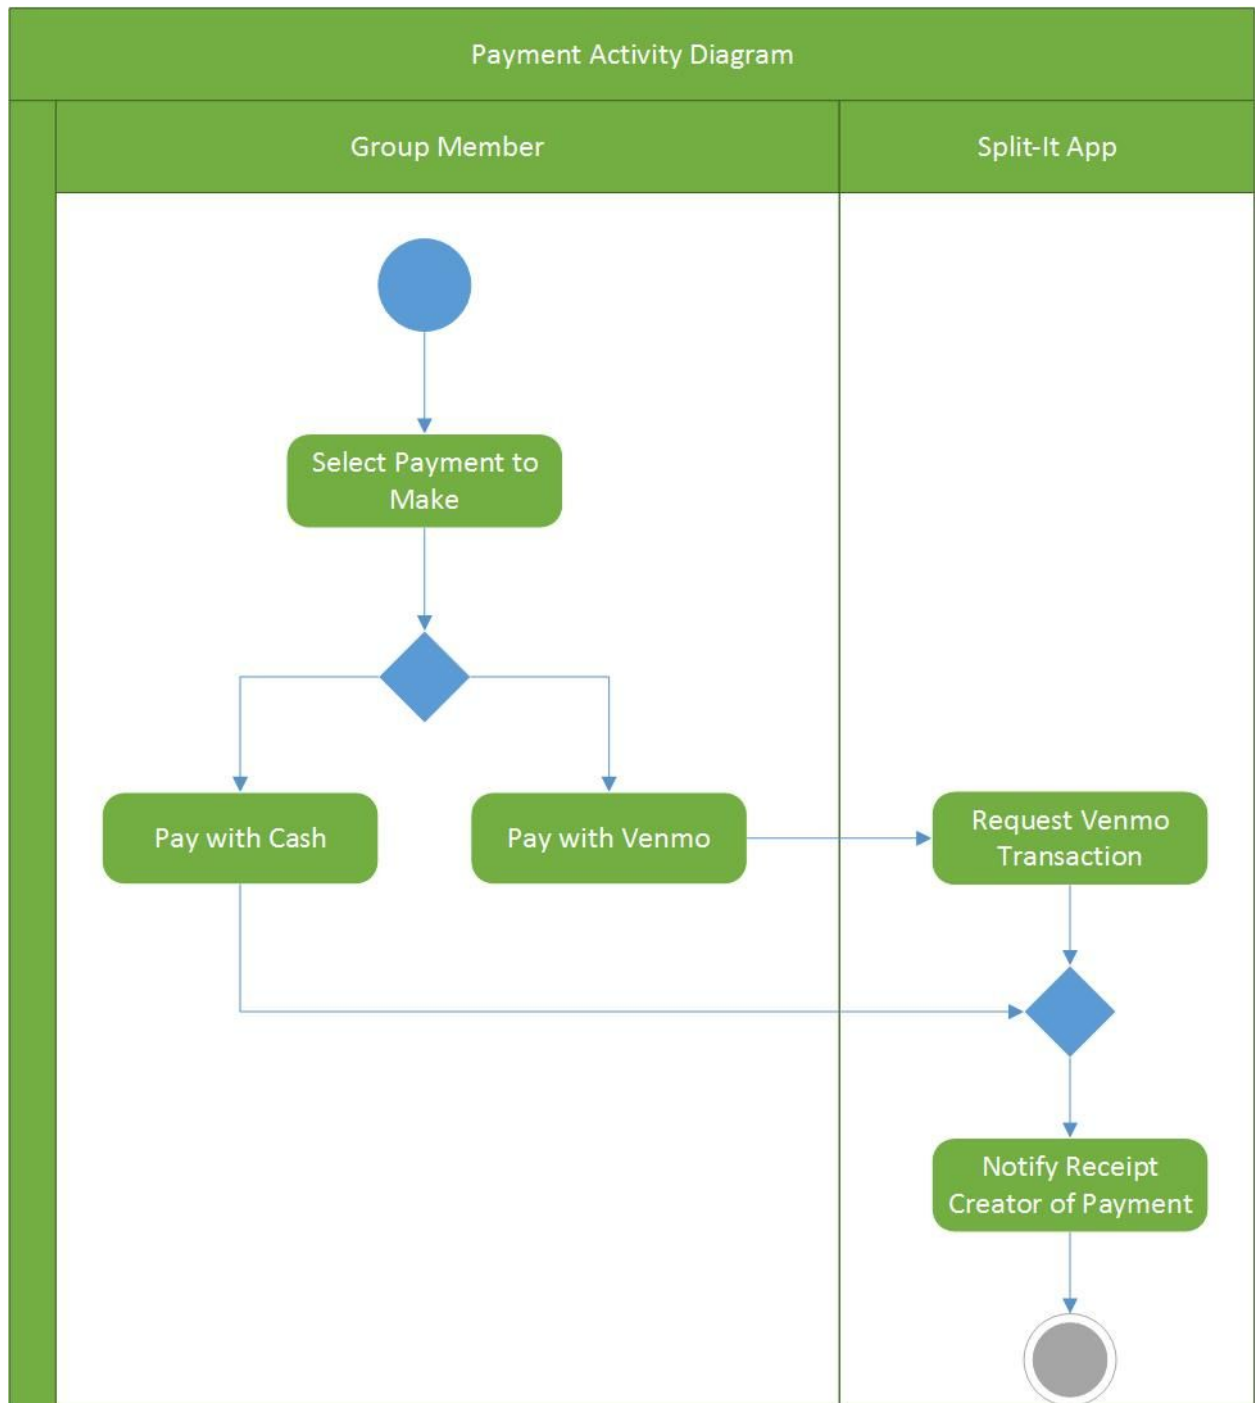 Payment Activity Diagram
Group Member
Split-It App
Select Payment to
Make
Pay with Cash
Pay with Venmo
Request Venmo
Transaction
Notify Receipt
Creator of Payment